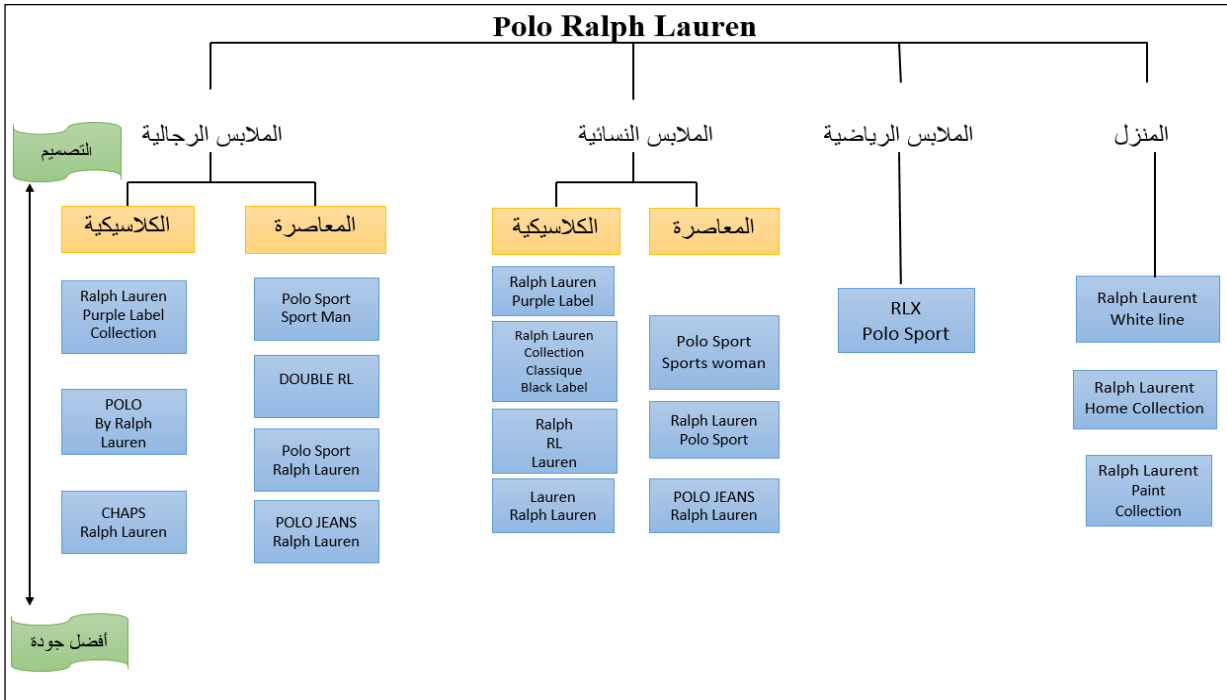 Polo Ralph Lauren
الملابس الرجالية
الملابس النسائية
الملابس الرياضية
المنزل
التصميم
الكلاسيكية
المعاصرة
الكلاسيكية
المعاصرة
Ralph Lauren
Purple Label
Collection
POLO
By Ralph
Lauren
CHAPS
Ralph Lauren
Polo Sport
Sport Man
DOUBLE RL
Polo Sport
Ralph Lauren
POLO JEANS
Ralph Lauren
Ralph Lauren
Purple Label
Ralph Lauren
Collection
Classique
Black Label
Ralph
RL
Lauren
Lauren
Ralph Lauren
Polo Sport
Sports woman
Ralph Lauren
Polo Sport
POLO JEANS
Ralph Lauren
RLX
Polo Sport
Ralph Laurent
White line
Ralph Laurent
Home Collection
Ralph Laurent
Paint
Collection
أفضل جودة